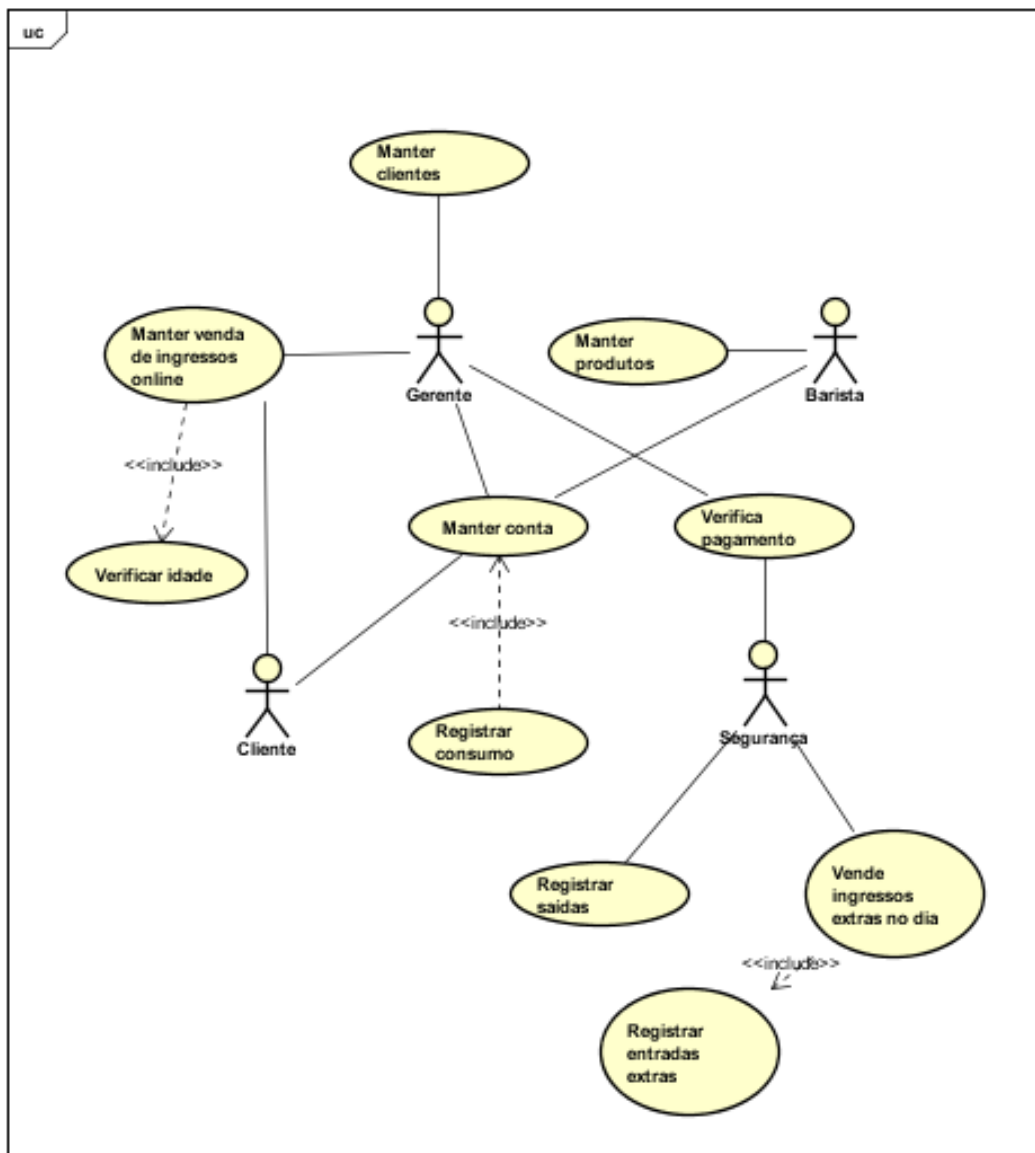 uc
Manter
clientes
Manter venda
de ingressos
online
Gerente
Manter
produtos
Barista
<<include>>
Manter conta
Verifica
pagamento
Verificar idade
<<include>>
Cliente
Registrar
consumo
Segurança
Registrar
saidas
Vende
ingressos
extras no dia
<<include>>
Registrar
entradas
extras